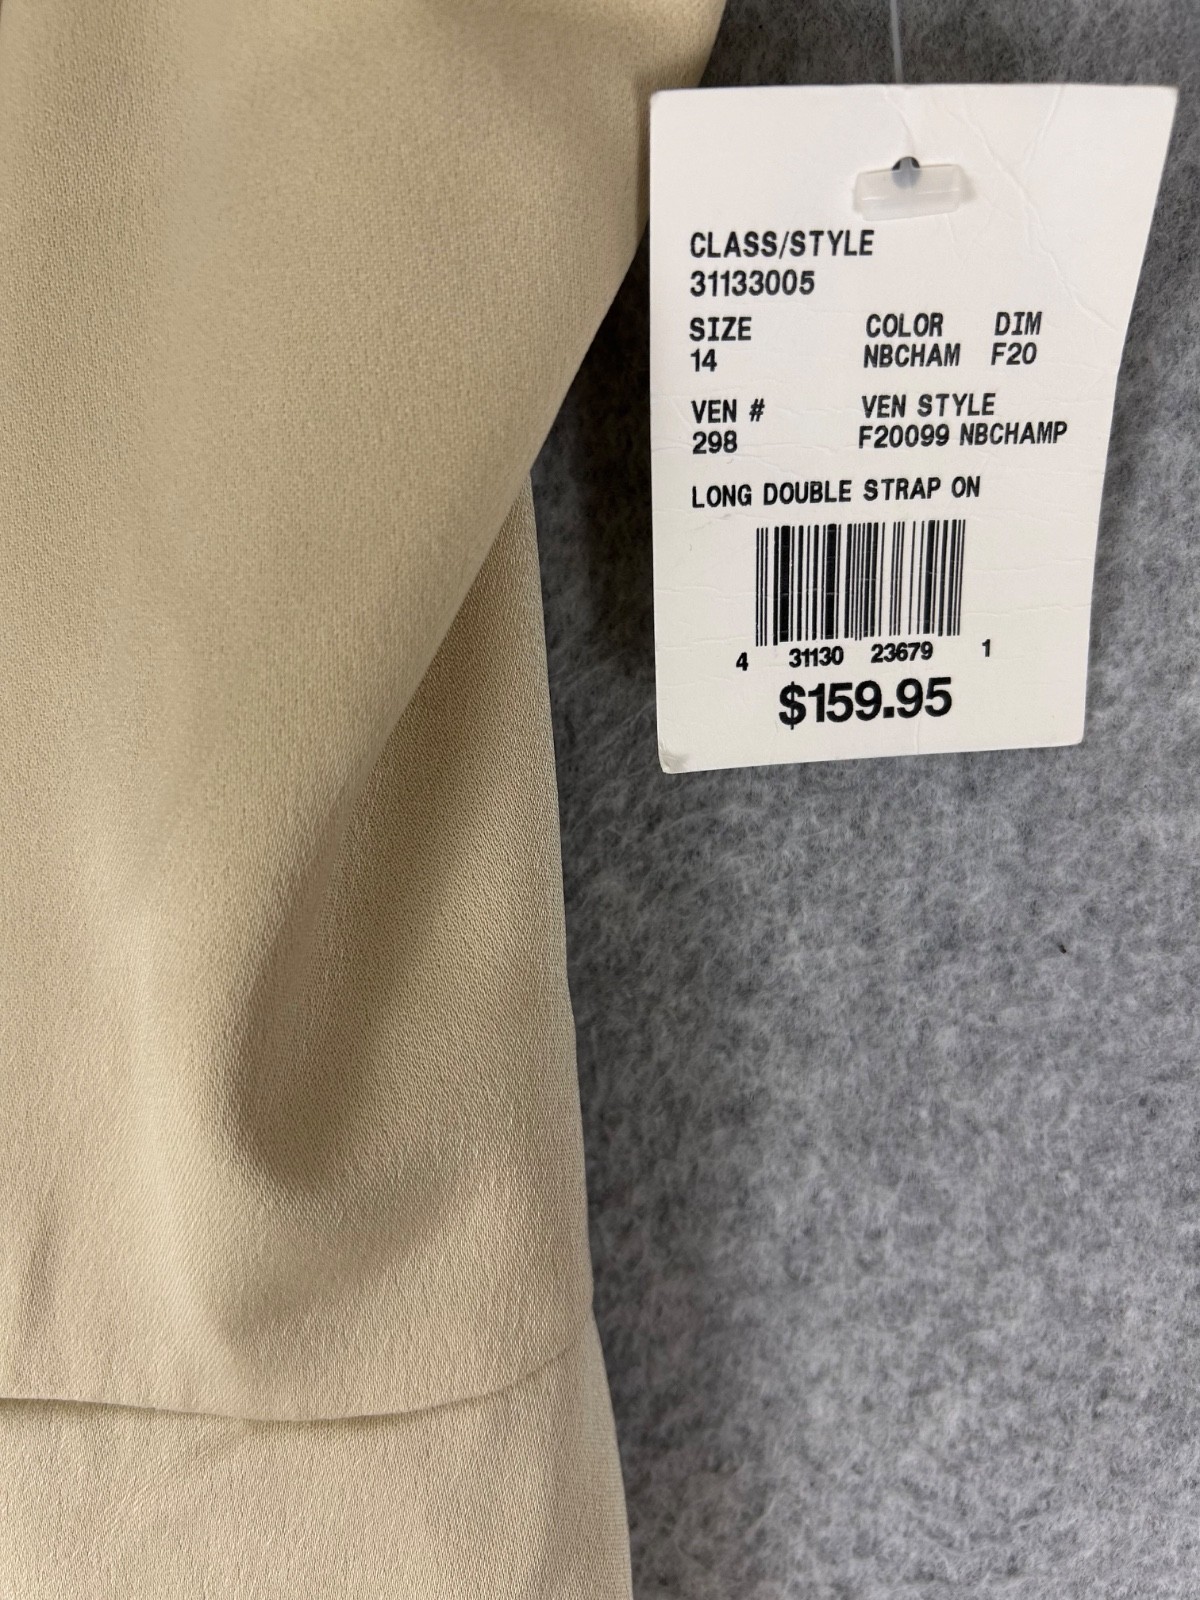 CLASS/STYLE
31133005
SIZE COLOR DIM
14 NBCHAM F20
VEN # VEN STYLE
298 F20099 NBCHAMP
LONG DOUBLE STRAP ON
4 31130 23679 1
$159.95